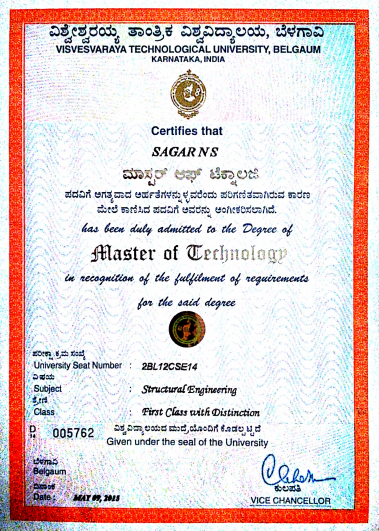 ವಿಶ್ವೇಶ್ವರಯ್ಯ ತಾಂತ್ರಿಕ ವಿಶ್ವವಿದ್ಯಾಲಯ, ಬೆಳಗಾವಿ
VISVESVARAYA TECHNOLOGICAL UNIVERSITY, BELGAUM
KARNATAKA, INDIA
Certifies that
SAGAR N S
ಮಾಸ್ಟರ್ ಆಫ್ ಟೆಕ್ನಾಲಜಿ
ಪದವಿಗೆ ಅಗತ್ಯವಾದ ಅರ್ಹತೆಗಳನ್ನುಳ್ಳವರೆಂದು ಪರಿಗಣಿತವಾಗಿರುವ ಕಾರಣ
ಮೇಲೆ ಕಾಣಿಸಿದ ಪದವಿಗೆ ಅವರನ್ನು ಅಂಗೀಕರಿಸಲಾಗಿದೆ.
has been duly admitted to the Degree of
Master of Technology
in recognition of the fulfilment of requirements
for the said degree
ಪರೀಕ್ಷಾ ಕ್ರಮ ಸಂಖ್ಯೆ
University Seat Number : 2BL12CSE14
ವಿಷಯ
Subject : Structural Engineering
ಶ್ರೇಣಿ
Class : First Class with Distinction
D 14 005762 ವಿಶ್ವವಿದ್ಯಾಲಯದ ಮುದ್ರೆಯೊಂದಿಗೆ ಕೊಡಲ್ಪಟ್ಟಿದೆ
Given under the seal of the University
ಬೆಳಗಾವಿ
Belgaum
ದಿನಾಂಕ
Date : MAY 09, 2015
ಕುಲಪತಿ
VICE CHANCELLOR